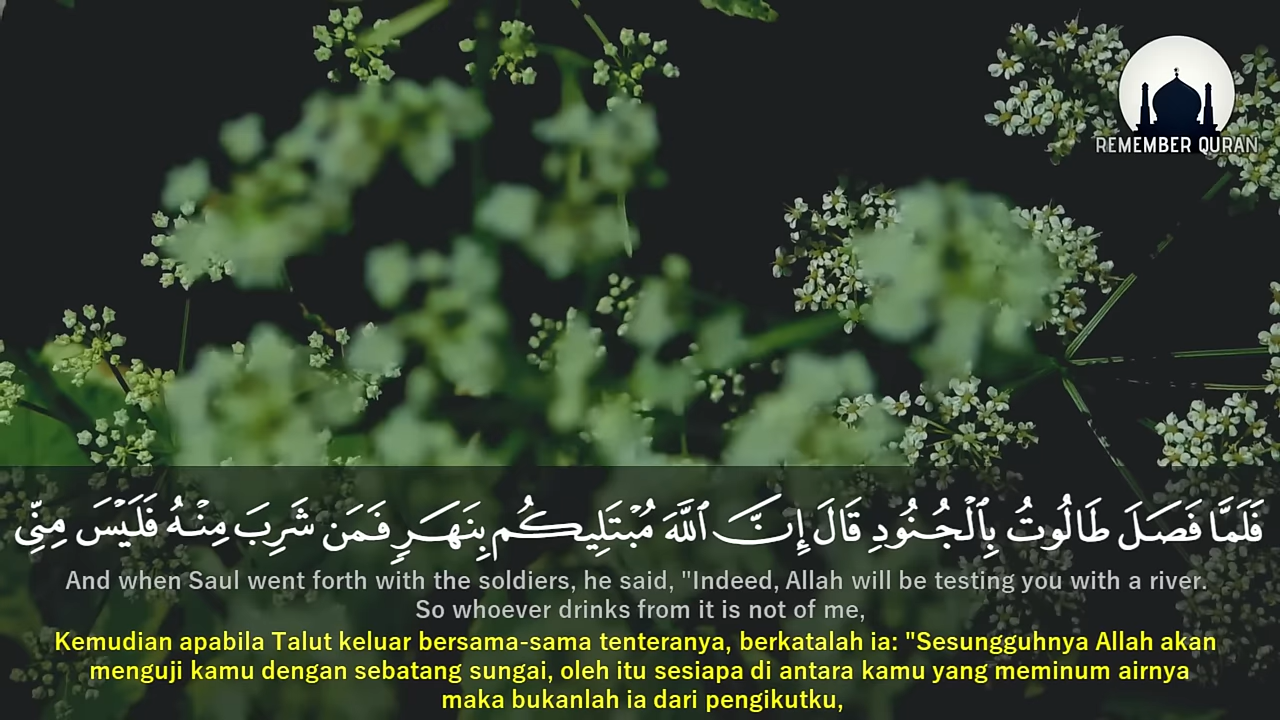 REMEMBER QURAN
فَلَمَّا فَصَلَ طَالُوتُ بِٱلْجُنُودِ قَالَ إِنَّ ٱللَّهَ مُبْتَلِيكُم بِنَهَرٍ فَمَن شَرِبَ مِنْهُ فَلَيْسَ مِنِّى
And when Saul went forth with the soldiers, he said, "Indeed, Allah will be testing you with a river.
So whoever drinks from it is not of me,
Kemudian apabila Talut keluar bersama-sama tenteranya, berkatalah ia: "Sesungguhnya Allah akan
menguji kamu dengan sebatang sungai, oleh itu sesiapa di antara kamu yang meminum airnya
maka bukanlah ia dari pengikutku,